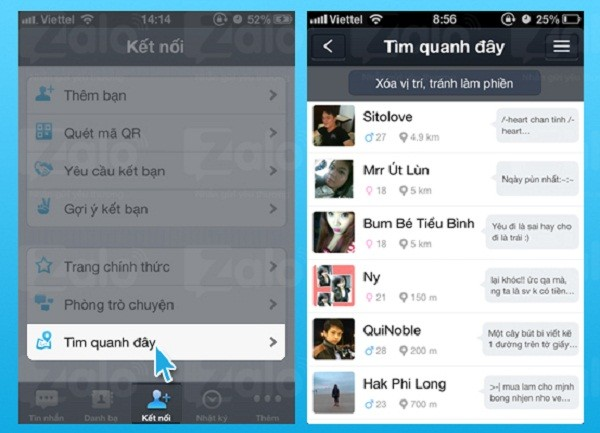 Viettel 14:14 52%
Kết nối
Thêm bạn
Quét mã QR
Yêu cầu kết bạn
Gợi ý kết bạn
Trang chính thức
Phòng trò chuyện
Tìm quanh đây
Tin nhắn Danh bạ Kết nối Nhật ký Thêm
Viettel 8:56 25%
Tìm quanh đây
Xóa vị trí, tránh làm phiền
Sitolove
♂27 4.9 km
/-heart chan tinh /-
heart...
Mrr Út Lùn
♀18 5 km
Ngày pùn nhất:-:-
Bum Bé Tiểu Bình
♀18 5 km
Yêu đi là sai hay cho
đi là trái :)
Ny
♀21 150 m
lại khóc!! ức qa mà,
ng ta là sv k có tiền...
QuiNoble
♂28 200 m
Một cây bút bi viết kẽ
1 đường trên tờ giấy...
Hak Phi Long
♂23 700 m
>-| mua lam cho mjnh
bong nhjen nho ve...
Zalo